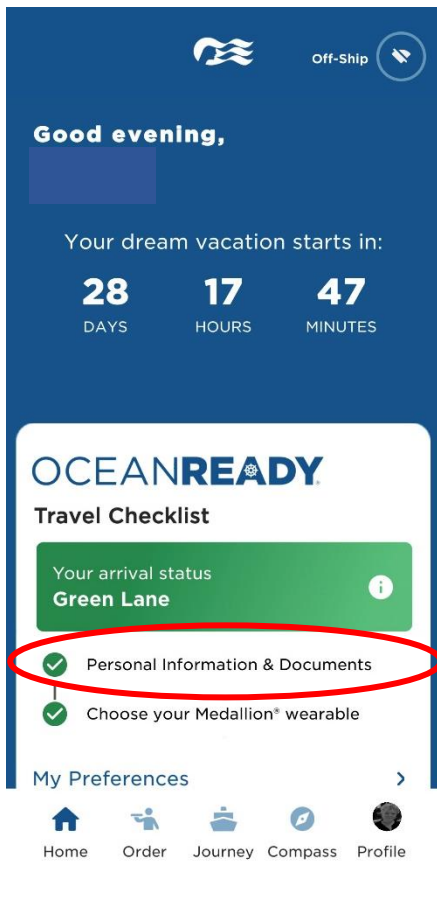 Off-Ship
Good evening,
Your dream vacation starts in:
28 17 47
DAYS HOURS MINUTES
OCEANREADY®
Travel Checklist
Your arrival status
Green Lane
Personal Information & Documents
Choose your Medallion® wearable
My Preferences
Home Order Journey Compass Profile